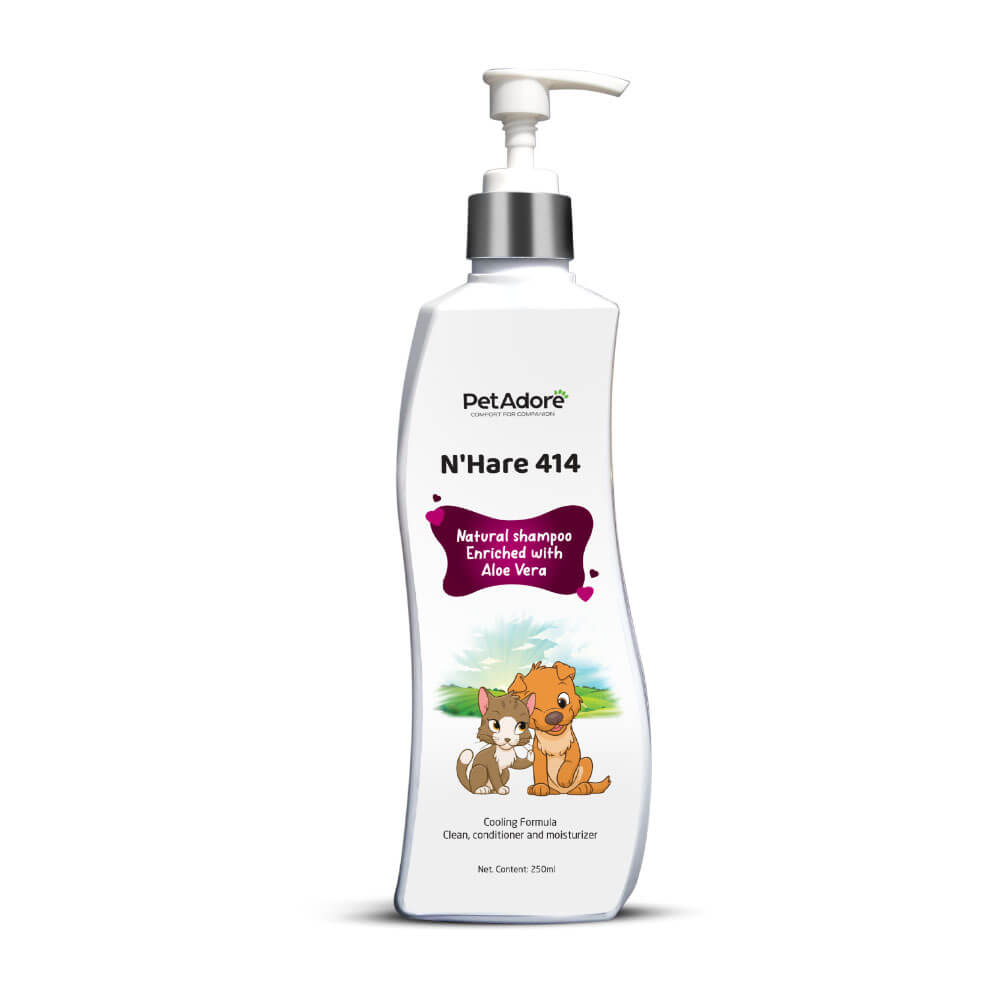 PetAdore
COMFORT FOR COMPANION
N'Hare 414
Natural shampoo
Enriched with
Aloe Vera
Cooling Formula
Clean, conditioner and moisturizer
Net. Content: 250ml